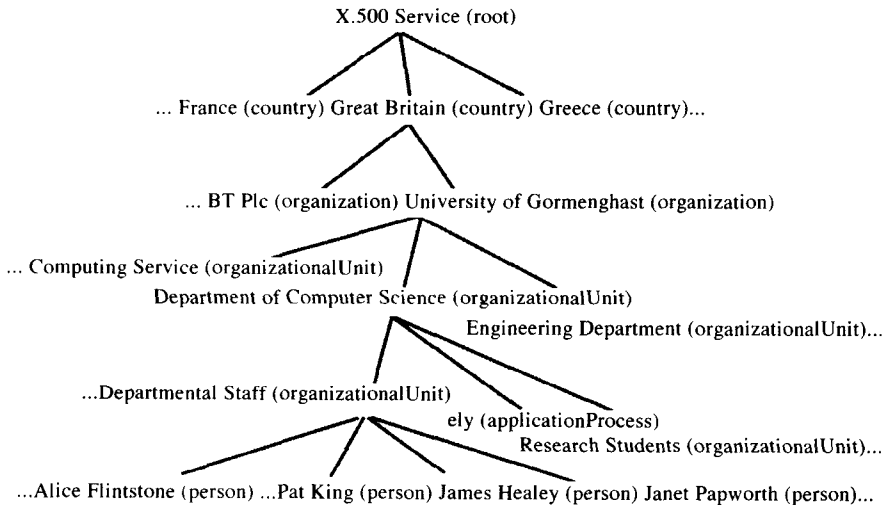 X.500 Service (root)
... France (country) Great Britain (country) Greece (country)...
... BT Plc (organization) University of Gormenghast (organization)
... Computing Service (organizationalUnit)
Department of Computer Science (organizationalUnit)
Engineering Department (organizationalUnit)...
...Departmental Staff (organizationalUnit)
ely (applicationProcess)
Research Students (organizationalUnit)...
...Alice Flintstone (person) ...Pat King (person) James Healey (person) Janet Papworth (person)...